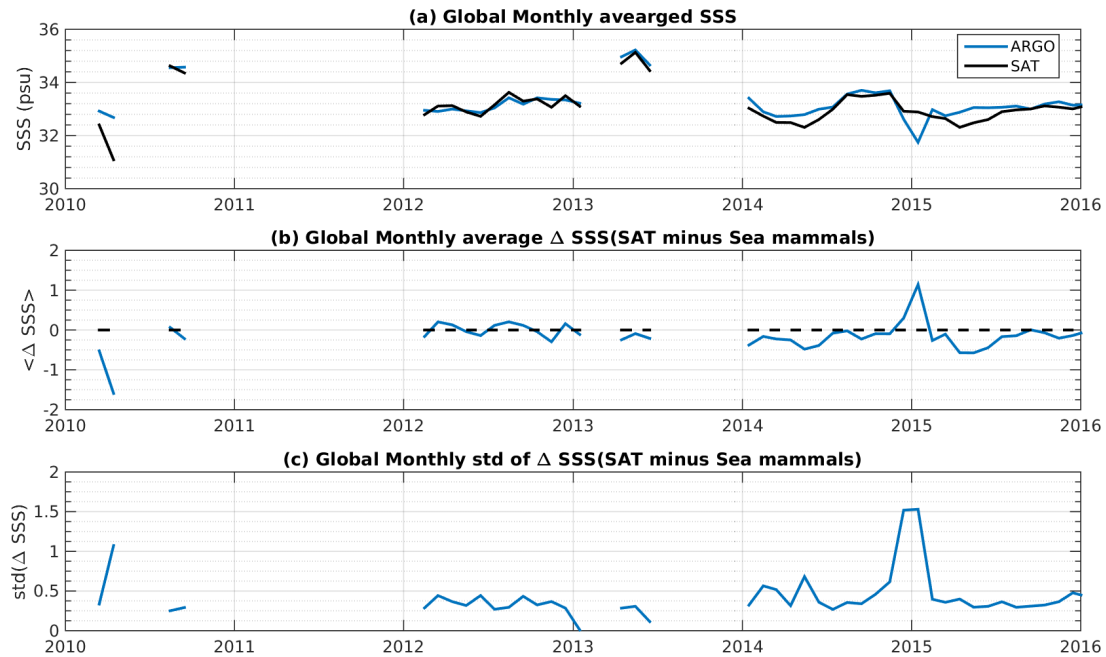 (a) Global Monthly avearged SSS
36
34
32
30
SSS (psu)
ARGO
SAT
2010 2011 2012 2013 2014 2015 2016
(b) Global Monthly average Δ SSS(SAT minus Sea mammals)
2
1
0
-1
-2
<Δ SSS>
2010 2011 2012 2013 2014 2015 2016
(c) Global Monthly std of Δ SSS(SAT minus Sea mammals)
2
1.5
1
0.5
0
std(Δ SSS)
2010 2011 2012 2013 2014 2015 2016